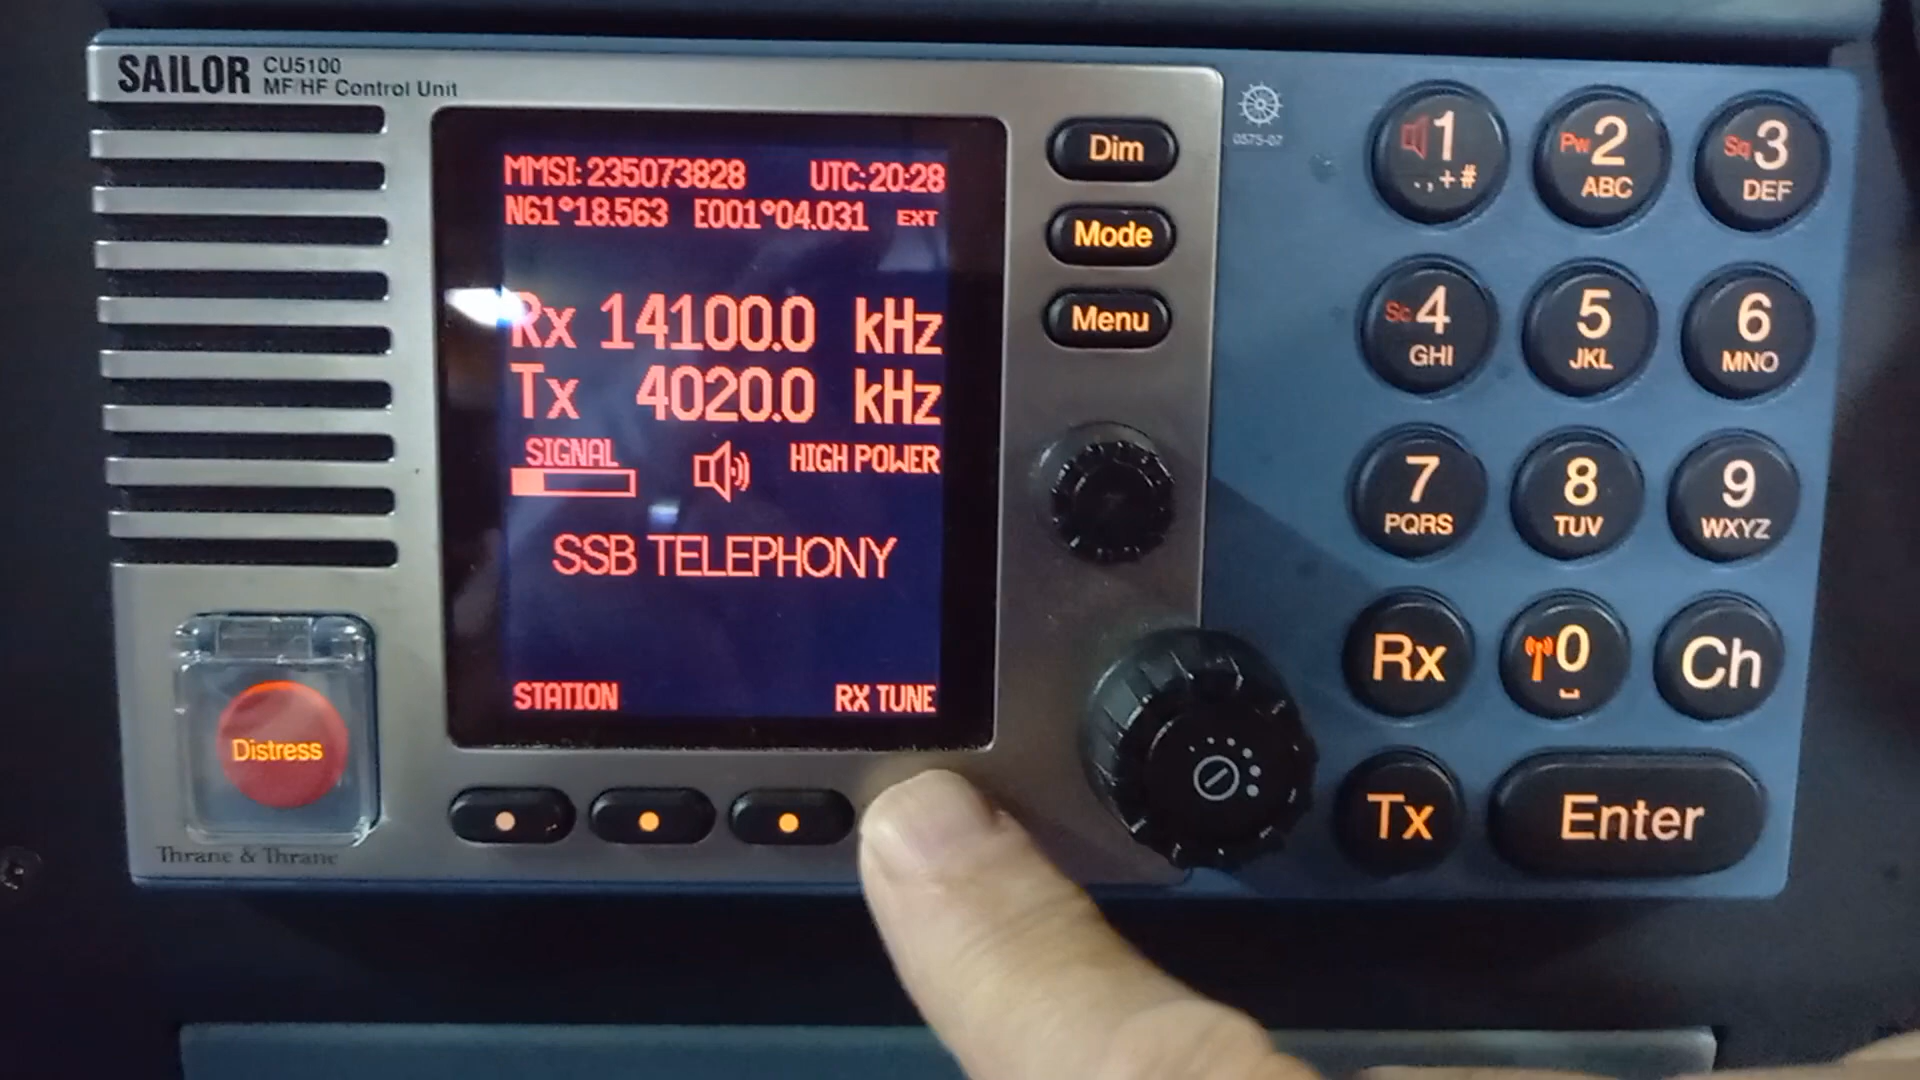 SAILOR CU5100
MF/HF Control Unit
0575-07
MMSI:235073828 UTC:20:28
N61°18.563 E001°04.031 EXT
Rx 14100.0 kHz
Tx 4020.0 kHz
SIGNAL
HIGH POWER
SSB TELEPHONY
STATION RX TUNE
Dim
Mode
Menu
1 .,+#
Pw 2 ABC
Sq 3 DEF
Sc 4 GHI
5 JKL
6 MNO
7 PQRS
8 TUV
9 WXYZ
Rx
0
Ch
Tx
Enter
Distress
Thrane & Thrane